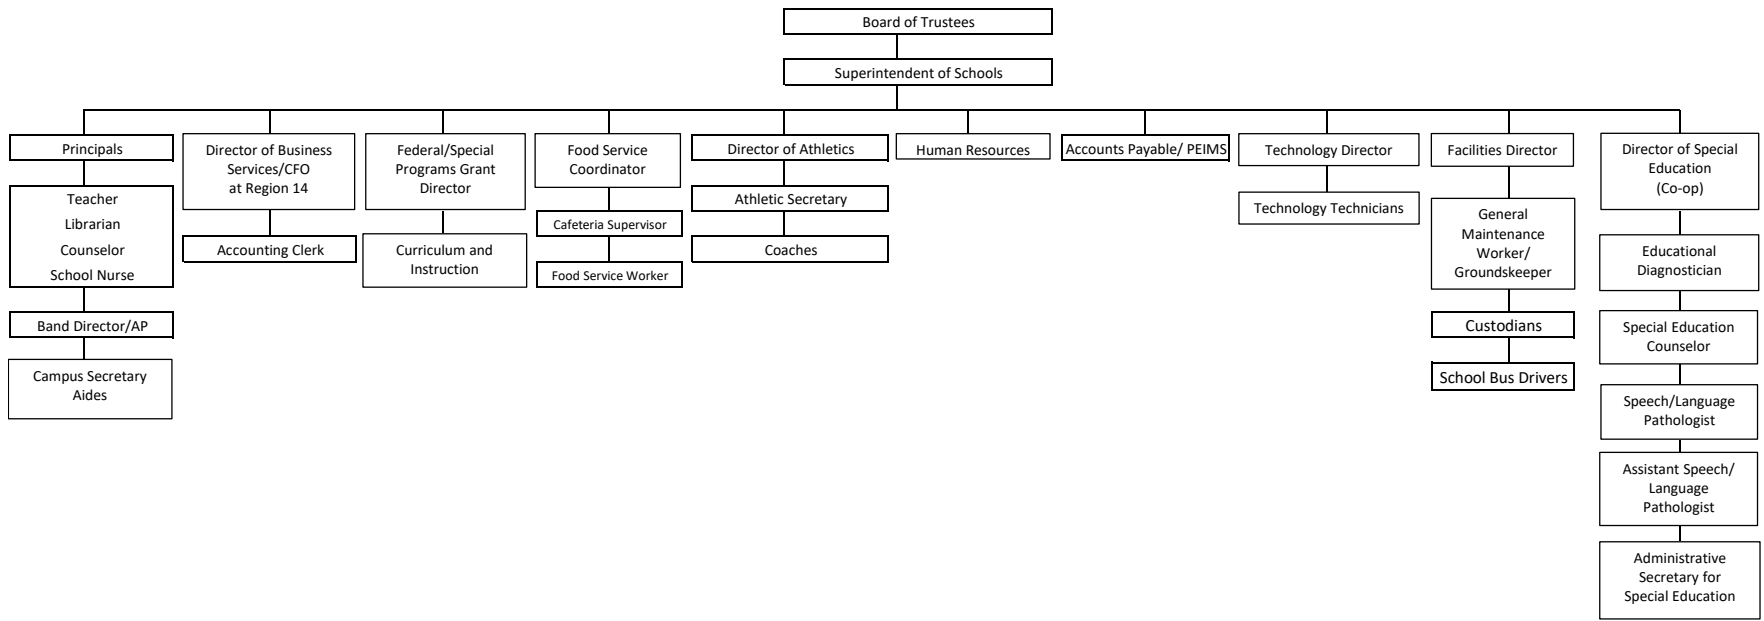 Board of Trustees
Superintendent of Schools
Principals
Teacher
Librarian
Counselor
School Nurse
Band Director/AP
Campus Secretary
Aides
Director of Business
Services/CFO
at Region 14
Accounting Clerk
Federal/Special
Programs Grant
Director
Curriculum and
Instruction
Food Service
Coordinator
Cafeteria Supervisor
Food Service Worker
Director of Athletics
Athletic Secretary
Coaches
Human Resources
Accounts Payable/ PEIMS
Technology Director
Technology Technicians
Facilities Director
General
Maintenance
Worker/
Groundskeeper
Custodians
School Bus Drivers
Director of Special
Education
(Co-op)
Educational
Diagnostician
Special Education
Counselor
Speech/Language
Pathologist
Assistant Speech/
Language
Pathologist
Administrative
Secretary for
Special Education